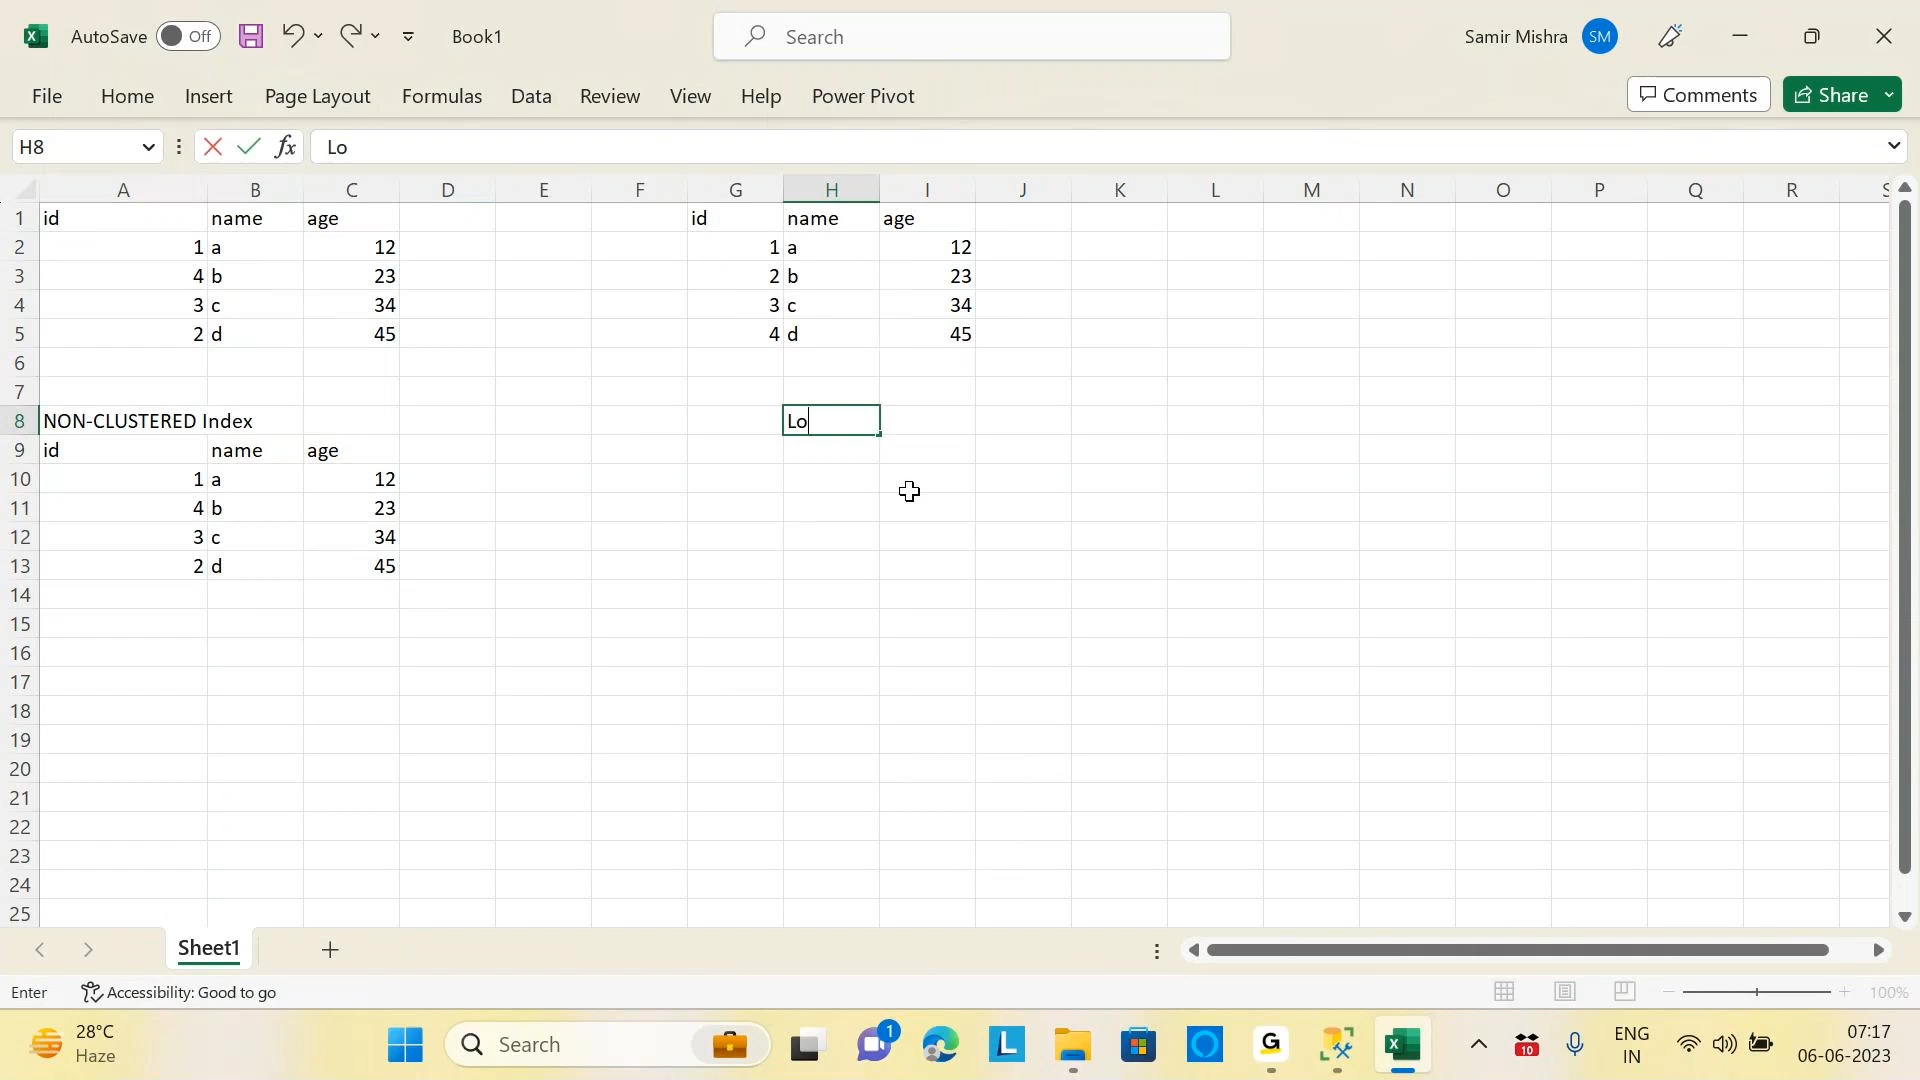 AutoSave Off Book1 Search Samir Mishra SM
File Home Insert Page Layout Formulas Data Review View Help Power Pivot Comments Share
H8 fx Lo
A B C D E F G H I J K L M N O P Q R S
1 id name age id name age
2 1 a 12 1 a 12
3 4 b 23 2 b 23
4 3 c 34 3 c 34
5 2 d 45 4 d 45
6
7
8 NON-CLUSTERED Index Lo
9 id name age
10 1 a 12
11 4 b 23
12 3 c 34
13 2 d 45
14
15
16
17
18
19
20
21
22
23
24
25
Sheet1
Enter Accessibility: Good to go 100%
28°C
Haze
Search
1
L
G
10
ENG
IN
07:17
06-06-2023